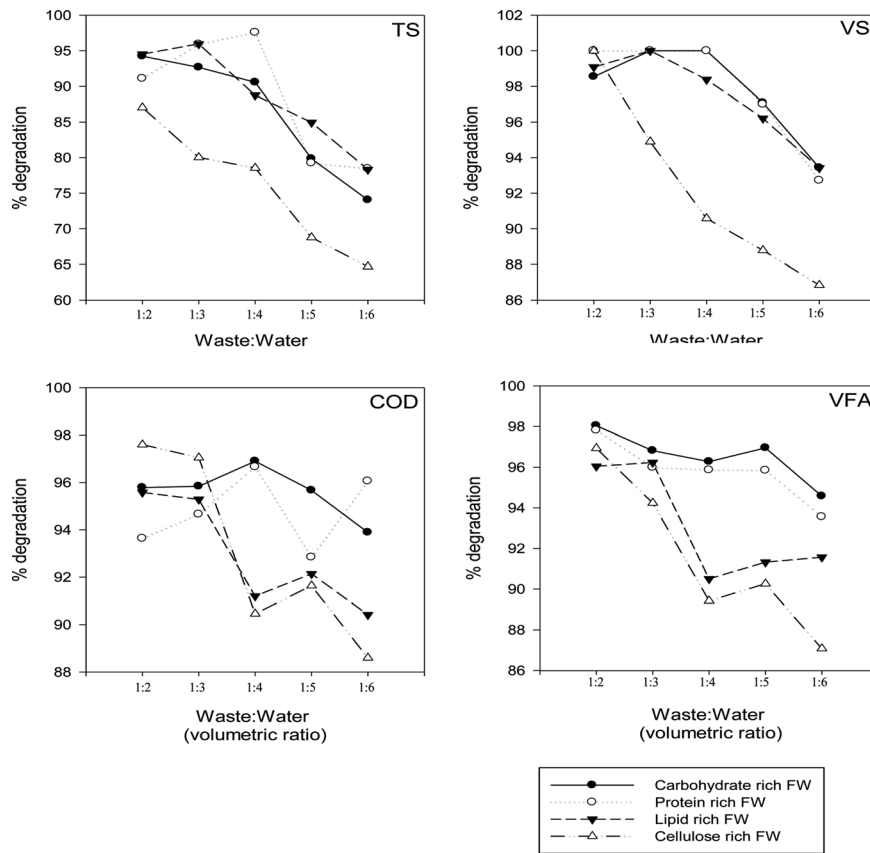 TS
% degradation
100
95
90
85
80
75
70
65
60
1:2 1:3 1:4 1:5 1:6
Waste:Water
VS
% degradation
102
100
98
96
94
92
90
88
86
1:2 1:3 1:4 1:5 1:6
Waste:Water
COD
% degradation
100
98
96
94
92
90
88
1:2 1:3 1:4 1:5 1:6
Waste:Water
(volumetric ratio)
VFA
% degradation
100
98
96
94
92
90
88
86
1:2 1:3 1:4 1:5 1:6
Waste:Water
(volumetric ratio)
Carbohydrate rich FW
Protein rich FW
Lipid rich FW
Cellulose rich FW